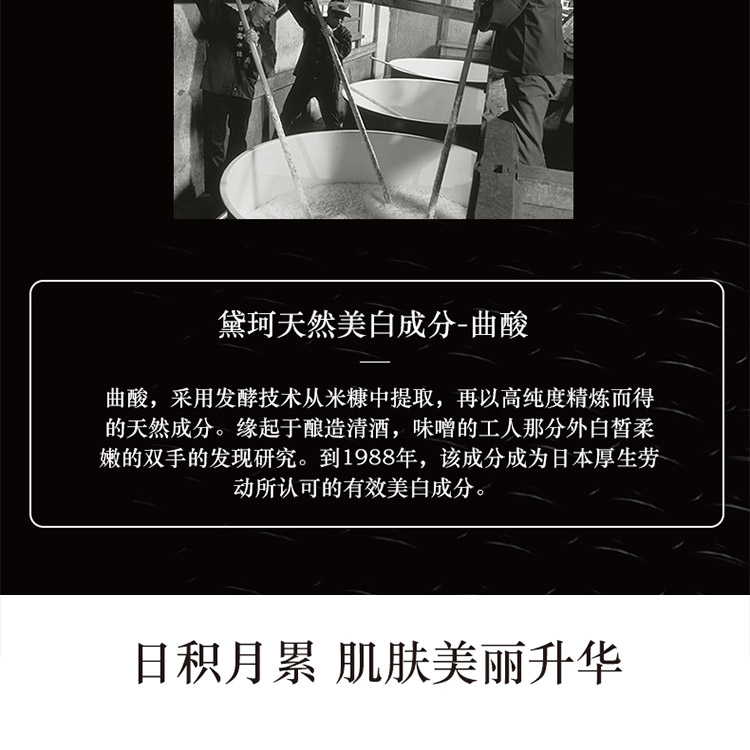 黛珂天然美白成分-曲酸
曲酸，采用发酵技术从米糠中提取，再以高纯度精炼而得
的天然成分。缘起于酿造清酒，味噌的工人那分外白皙柔
嫩的双手的发现研究。到1988年，该成分成为日本厚生劳
动所认可的有效美白成分。
日积月累 肌肤美丽升华